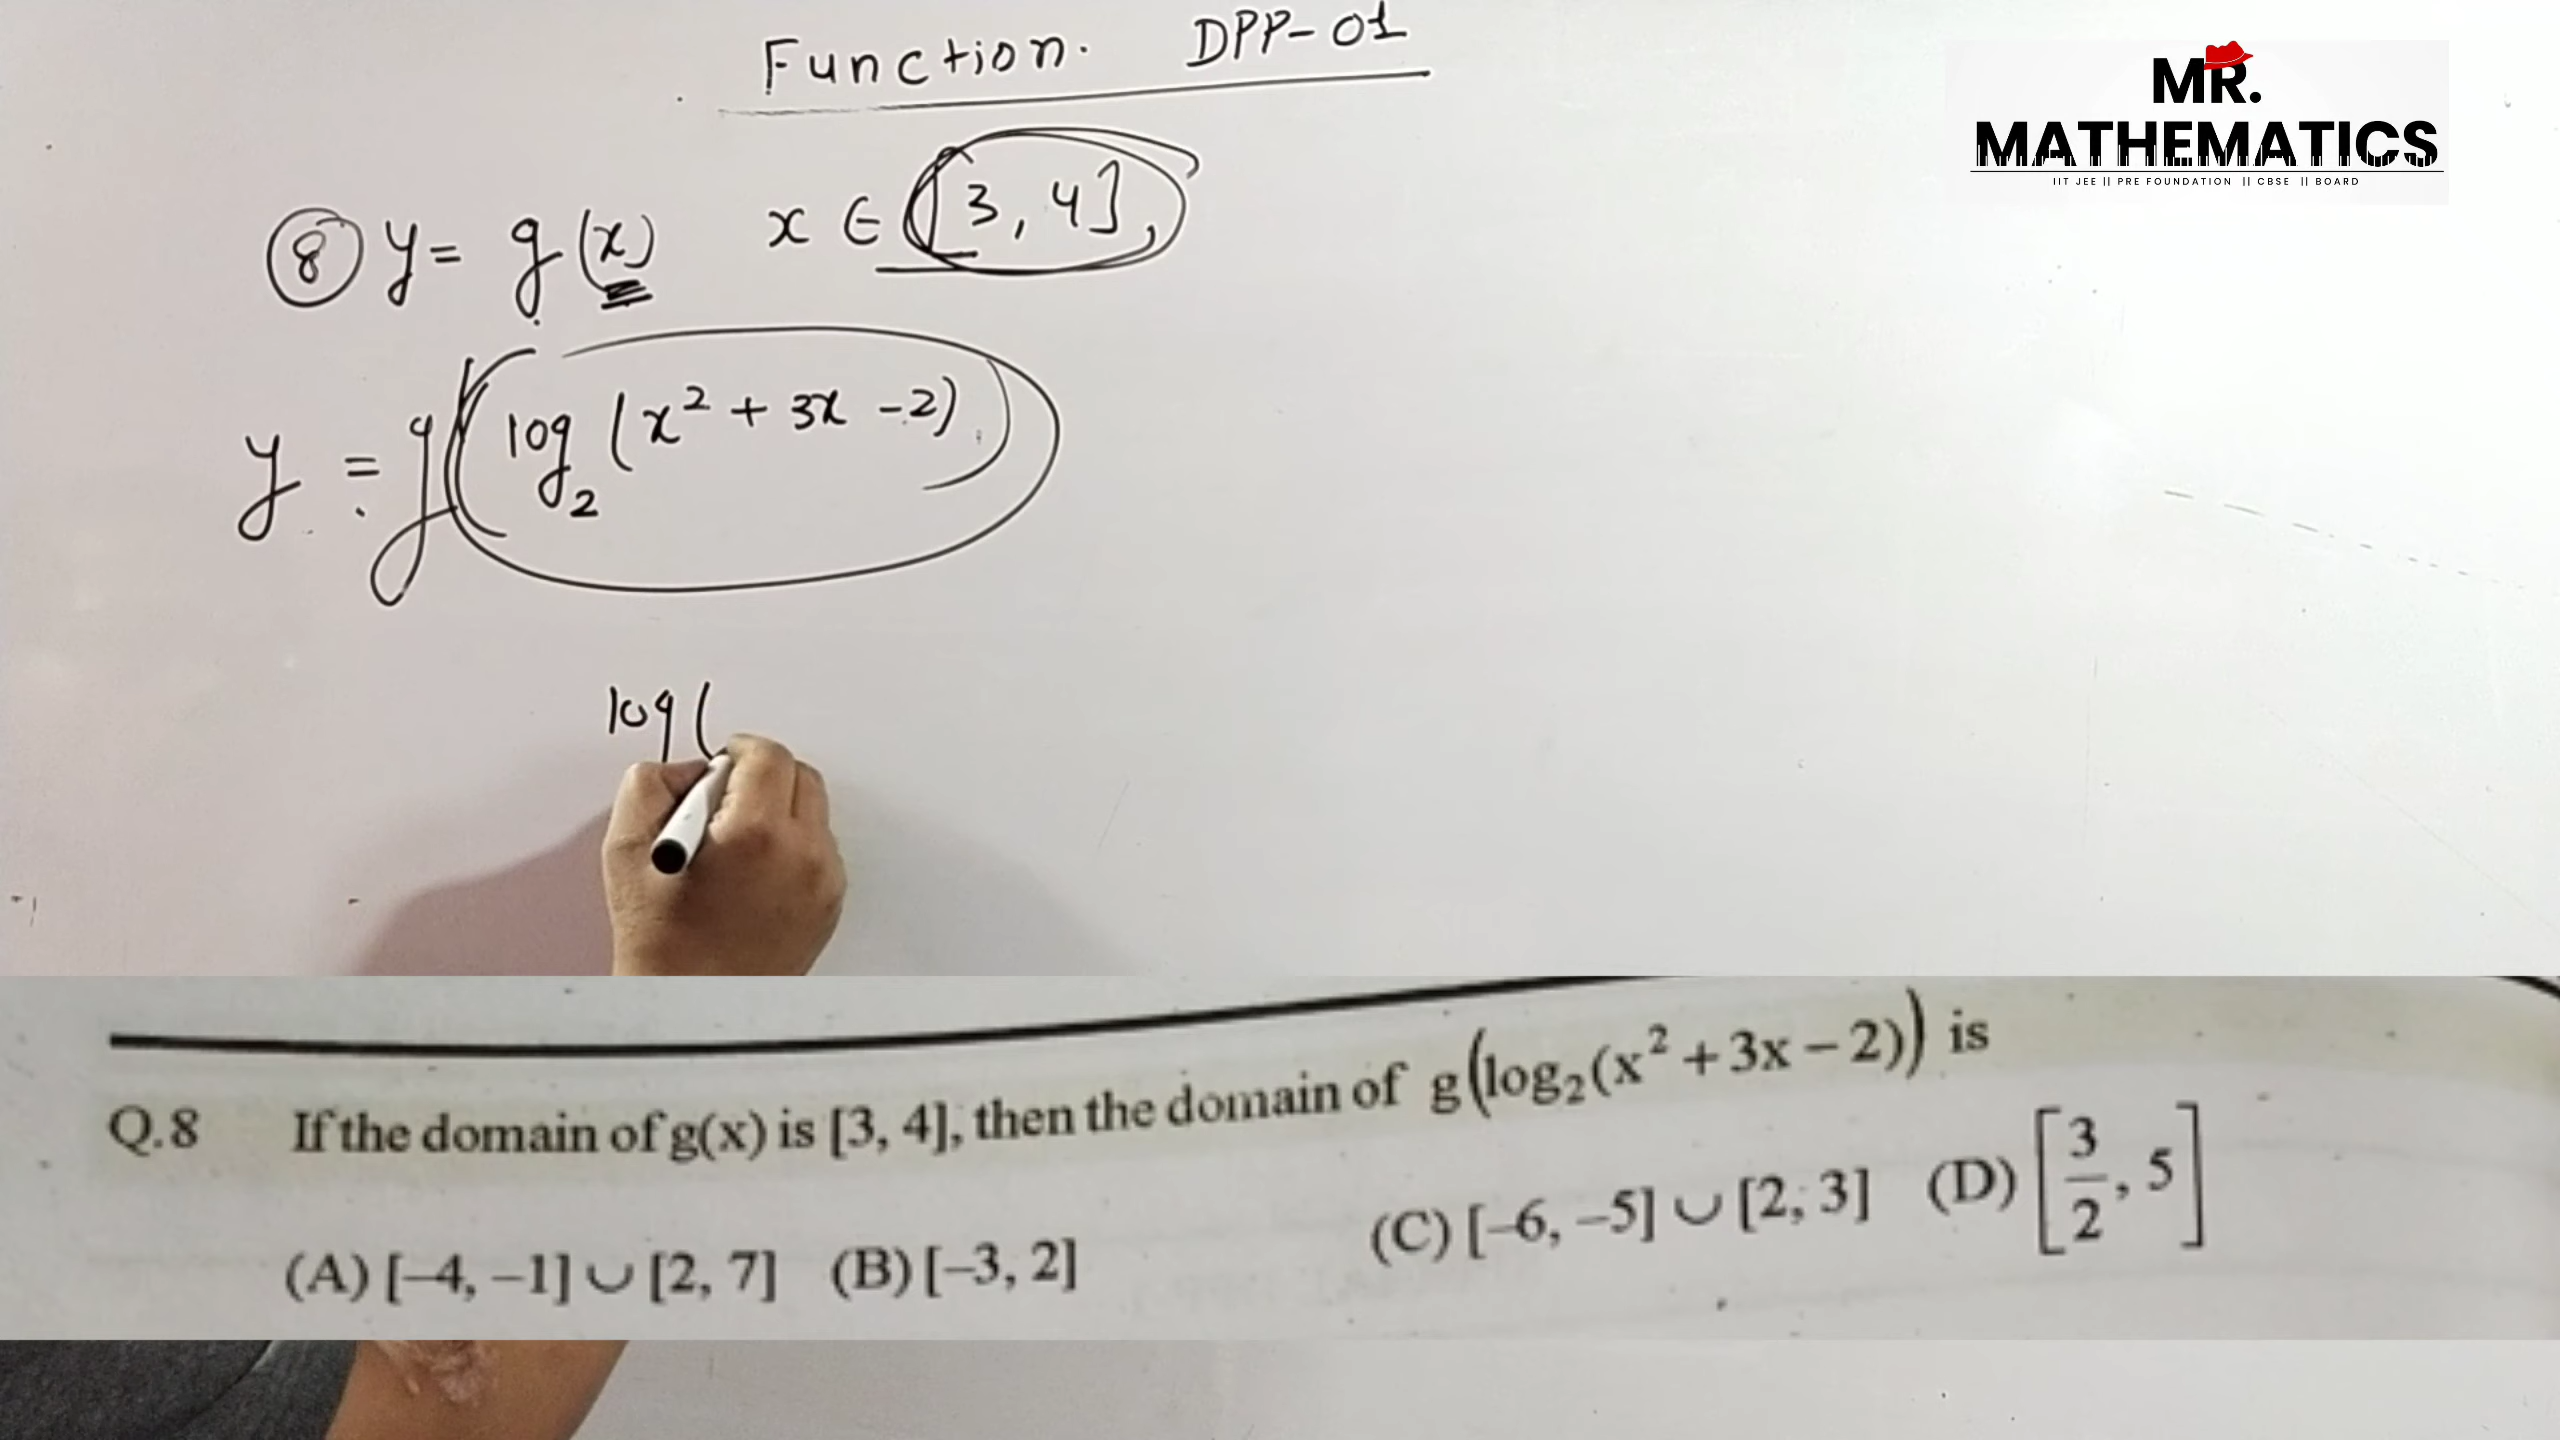 Function. DPP-01
MR.
MATHEMATICS
IIT JEE || PRE FOUNDATION || CBSE || BOARD
⑧ y = g(x) x ∈ [3, 4],
y = g(log₂(x² + 3x - 2))
log(
Q.8 If the domain of g(x) is [3, 4], then the domain of g(log₂(x² + 3x – 2)) is
(A) [–4, –1] ∪ [2, 7] (B) [–3, 2] (C) [–6, –5] ∪ [2, 3] (D) [3/2, 5]